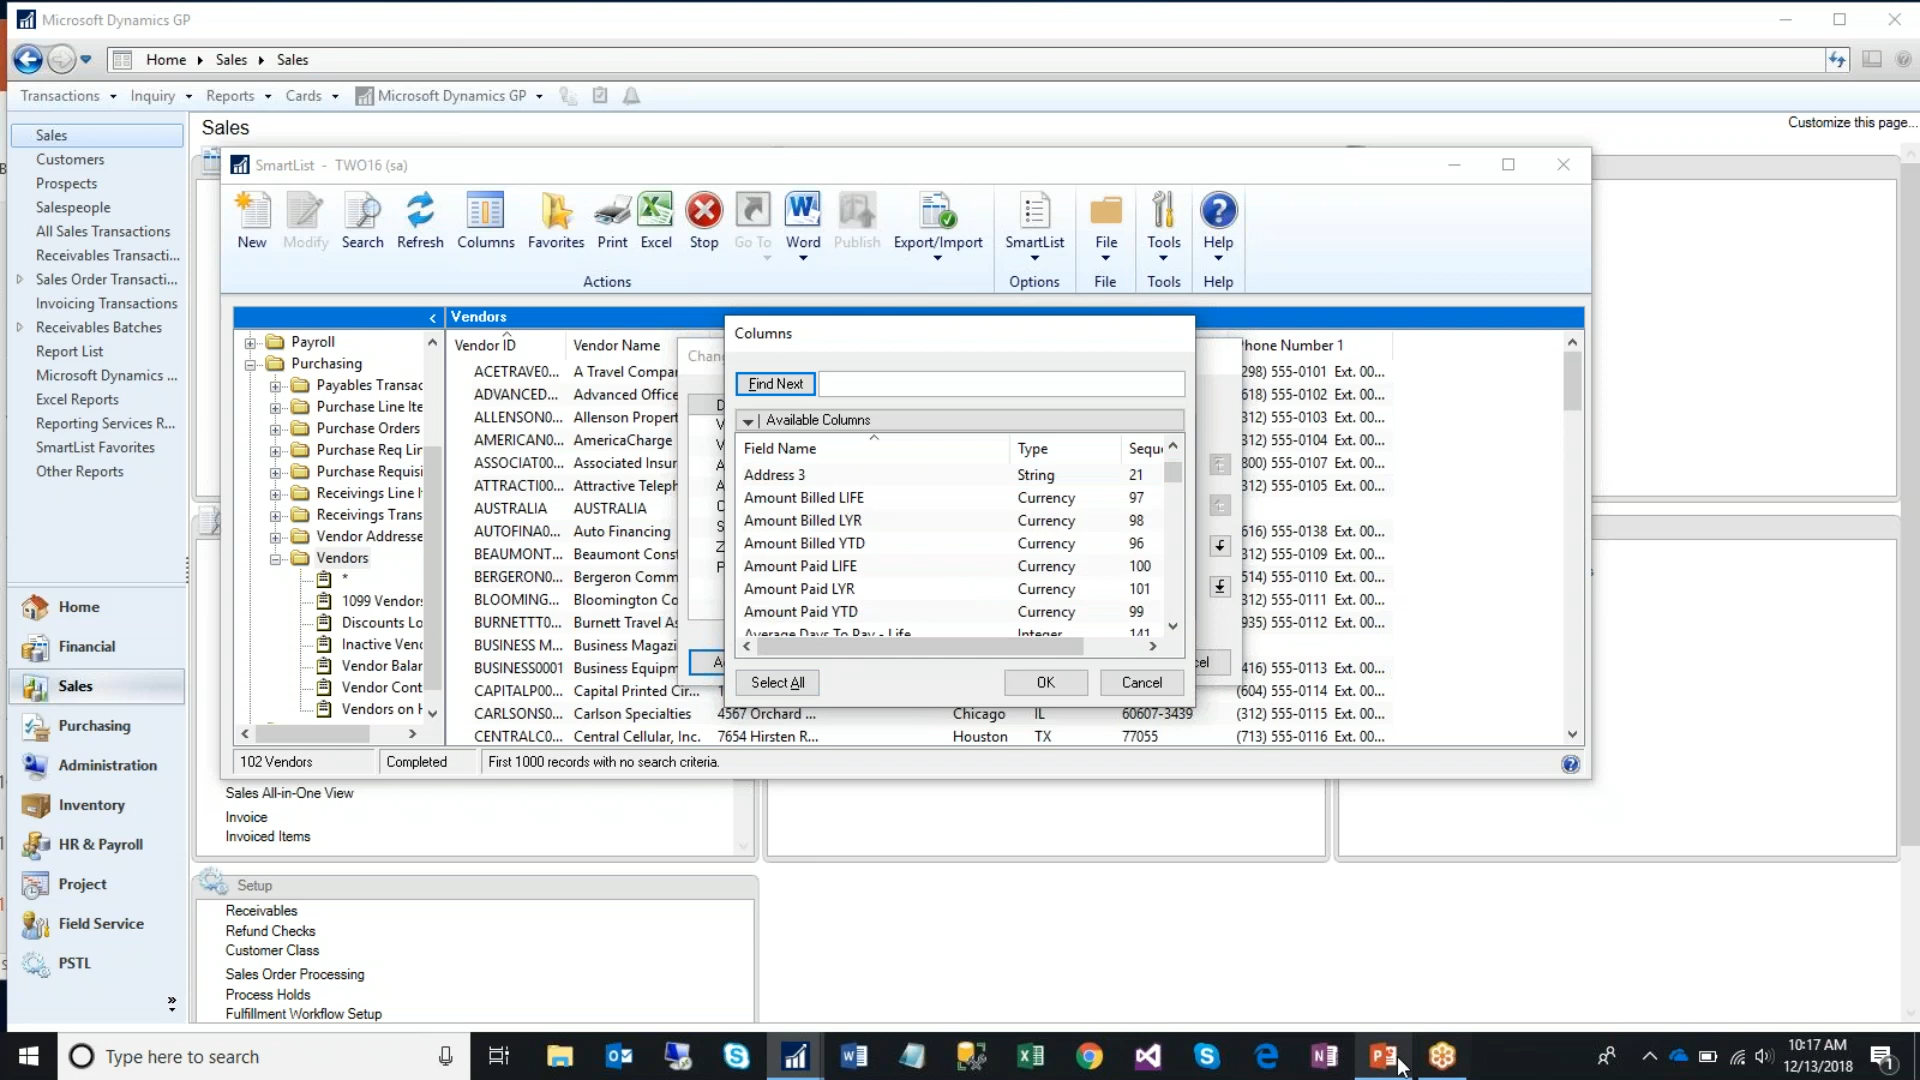 Microsoft Dynamics GP
Home Sales Sales
Transactions Inquiry Reports Cards Microsoft Dynamics GP
Sales
Customize this page...
Sales
Customers
Prospects
Salespeople
All Sales Transactions
Receivables Transacti...
Sales Order Transacti...
Invoicing Transactions
Receivables Batches
Report List
Microsoft Dynamics ...
Excel Reports
Reporting Services R...
SmartList Favorites
Other Reports
Home
Financial
Sales
Purchasing
Administration
Inventory
HR & Payroll
Project
Field Service
PSTL
SmartList - TWO16 (sa)
New Modify Search Refresh Columns Favorites Print Excel Stop Go To Word Publish Export/Import SmartList File Tools Help
Actions Options File Tools Help
Payroll
Purchasing
Payables Transac
Purchase Line Ite
Purchase Orders
Purchase Req Lin
Purchase Requisi
Receivings Line I
Receivings Trans
Vendor Addresse
Vendors
*
1099 Vendors
Discounts Lo
Inactive Vend
Vendor Balar
Vendor Cont
Vendors on H
Vendors
Vendor ID Vendor Name Phone Number 1
ACETRAVE0... A Travel Compar (298) 555-0101 Ext. 00...
ADVANCED... Advanced Office (618) 555-0102 Ext. 00...
ALLENSON0... Allenson Propert (312) 555-0103 Ext. 00...
AMERICAN0... AmericaCharge (312) 555-0104 Ext. 00...
ASSOCIAT00... Associated Insur (800) 555-0107 Ext. 00...
ATTRACTI00... Attractive Teleph (312) 555-0105 Ext. 00...
AUSTRALIA AUSTRALIA
AUTOFINA0... Auto Financing (616) 555-0138 Ext. 00...
BEAUMONT... Beaumont Const (312) 555-0109 Ext. 00...
BERGERON0... Bergeron Comm (514) 555-0110 Ext. 00...
BLOOMING... Bloomington Co (312) 555-0111 Ext. 00...
BURNETTT0... Burnett Travel As (935) 555-0112 Ext. 00...
BUSINESS M... Business Magazi
BUSINESS0001 Business Equipm (416) 555-0113 Ext. 00...
CAPITALP00... Capital Printed Cir... (604) 555-0114 Ext. 00...
CARLSONS0... Carlson Specialties 4567 Orchard ... Chicago IL 60607-3439 (312) 555-0115 Ext. 00...
CENTRALC0... Central Cellular, Inc. 7654 Hirsten R... Houston TX 77055 (713) 555-0116 Ext. 00...
102 Vendors Completed First 1000 records with no search criteria.
Chang
Columns
Find Next
Available Columns
Field Name Type Sequ
Address 3 String 21
Amount Billed LIFE Currency 97
Amount Billed LYR Currency 98
Amount Billed YTD Currency 96
Amount Paid LIFE Currency 100
Amount Paid LYR Currency 101
Amount Paid YTD Currency 99
Average Days To Pay - Life Integer 141
Select All OK Cancel
Sales All-in-One View
Invoice
Invoiced Items
Setup
Receivables
Refund Checks
Customer Class
Sales Order Processing
Process Holds
Fulfillment Workflow Setup
Type here to search
10:17 AM
12/13/2018
1